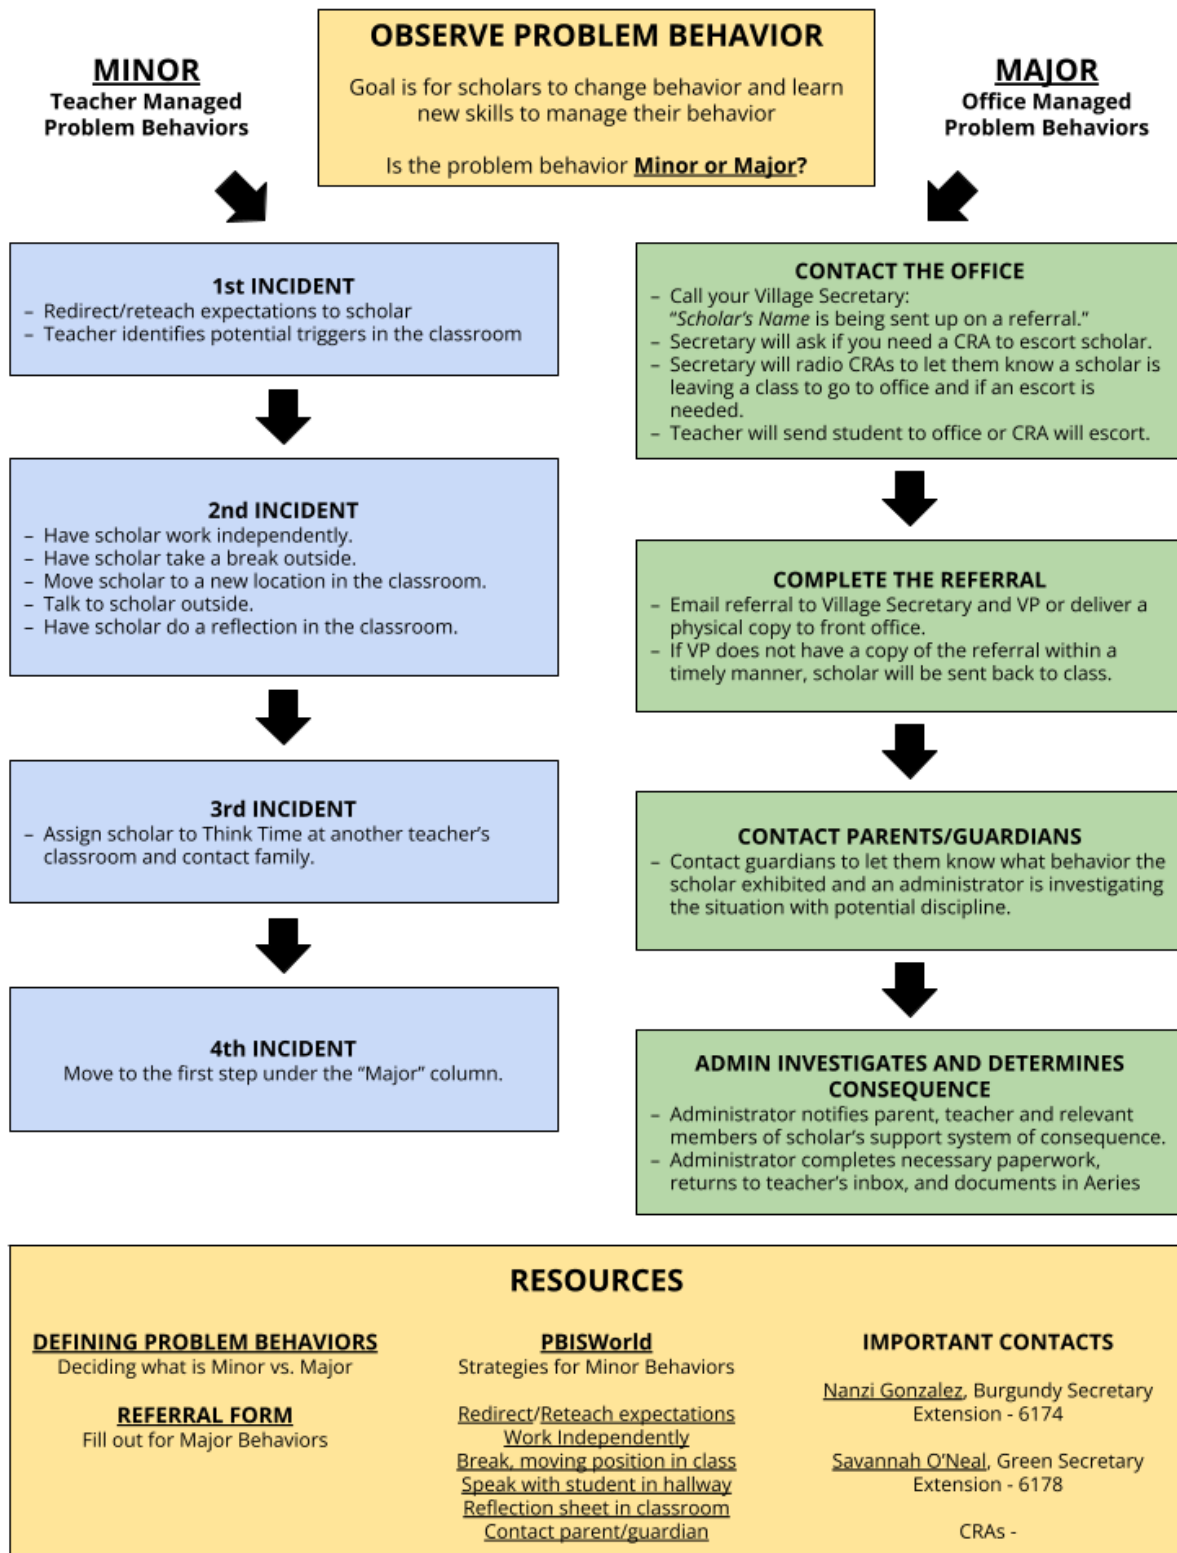 OBSERVE PROBLEM BEHAVIOR
Goal is for scholars to change behavior and learn
new skills to manage their behavior
Is the problem behavior Minor or Major?
MINOR
Teacher Managed
Problem Behaviors
MAJOR
Office Managed
Problem Behaviors
1st INCIDENT
– Redirect/reteach expectations to scholar
– Teacher identifies potential triggers in the classroom
2nd INCIDENT
– Have scholar work independently.
– Have scholar take a break outside.
– Move scholar to a new location in the classroom.
– Talk to scholar outside.
– Have scholar do a reflection in the classroom.
3rd INCIDENT
– Assign scholar to Think Time at another teacher’s
classroom and contact family.
4th INCIDENT
Move to the first step under the “Major” column.
CONTACT THE OFFICE
– Call your Village Secretary:
“Scholar’s Name is being sent up on a referral.”
– Secretary will ask if you need a CRA to escort scholar.
– Secretary will radio CRAs to let them know a scholar is
leaving a class to go to office and if an escort is
needed.
– Teacher will send student to office or CRA will escort.
COMPLETE THE REFERRAL
– Email referral to Village Secretary and VP or deliver a
physical copy to front office.
– If VP does not have a copy of the referral within a
timely manner, scholar will be sent back to class.
CONTACT PARENTS/GUARDIANS
– Contact guardians to let them know what behavior the
scholar exhibited and an administrator is investigating
the situation with potential discipline.
ADMIN INVESTIGATES AND DETERMINES
CONSEQUENCE
– Administrator notifies parent, teacher and relevant
members of scholar’s support system of consequence.
– Administrator completes necessary paperwork,
returns to teacher’s inbox, and documents in Aeries
RESOURCES
DEFINING PROBLEM BEHAVIORS
Deciding what is Minor vs. Major
REFERRAL FORM
Fill out for Major Behaviors
PBISWorld
Strategies for Minor Behaviors
Redirect/Reteach expectations
Work Independently
Break, moving position in class
Speak with student in hallway
Reflection sheet in classroom
Contact parent/guardian
IMPORTANT CONTACTS
Nanzi Gonzalez, Burgundy Secretary
Extension - 6174
Savannah O’Neal, Green Secretary
Extension - 6178
CRAs -